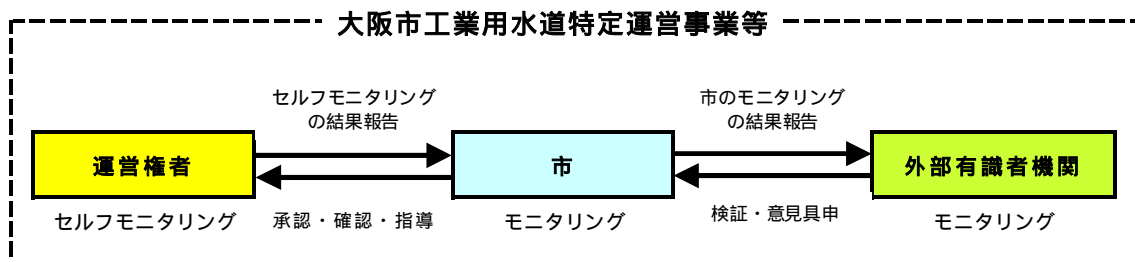 大阪市工業用水道特定運営事業等
セルフモニタリング
の結果報告
市のモニタリング
の結果報告
運営権者
市
外部有識者機関
セルフモニタリング
承認・確認・指導
モニタリング
検証・意見具申
モニタリング